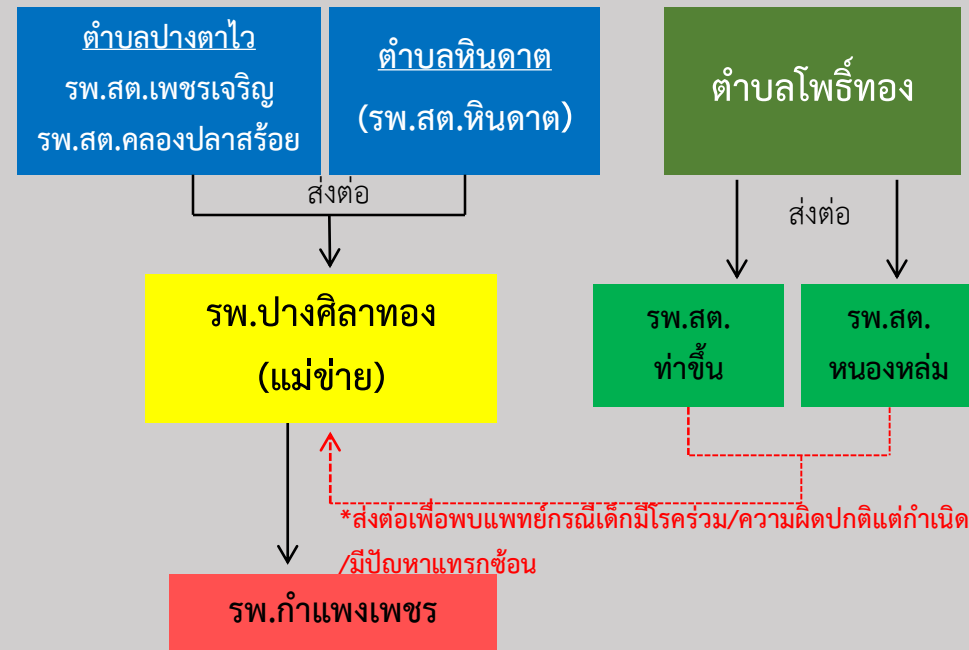 ตำบลปางตาไว
รพ.สต.เพชรเจริญ
รพ.สต.คลองปลาสร้อย
ตำบลหินดาต
(รพ.สต.หินดาต)
ตำบลโพธิ์ทอง
ส่งต่อ
ส่งต่อ
รพ.ปางศิลาทอง
(แม่ข่าย)
รพ.สต.
ท่าขึ้น
รพ.สต.
หนองหล่ม
*ส่งต่อเพื่อพบแพทย์กรณีเด็กมีโรคร่วม/ความผิดปกติแต่กำเนิด
/มีปัญหาแทรกซ้อน
รพ.กำแพงเพชร